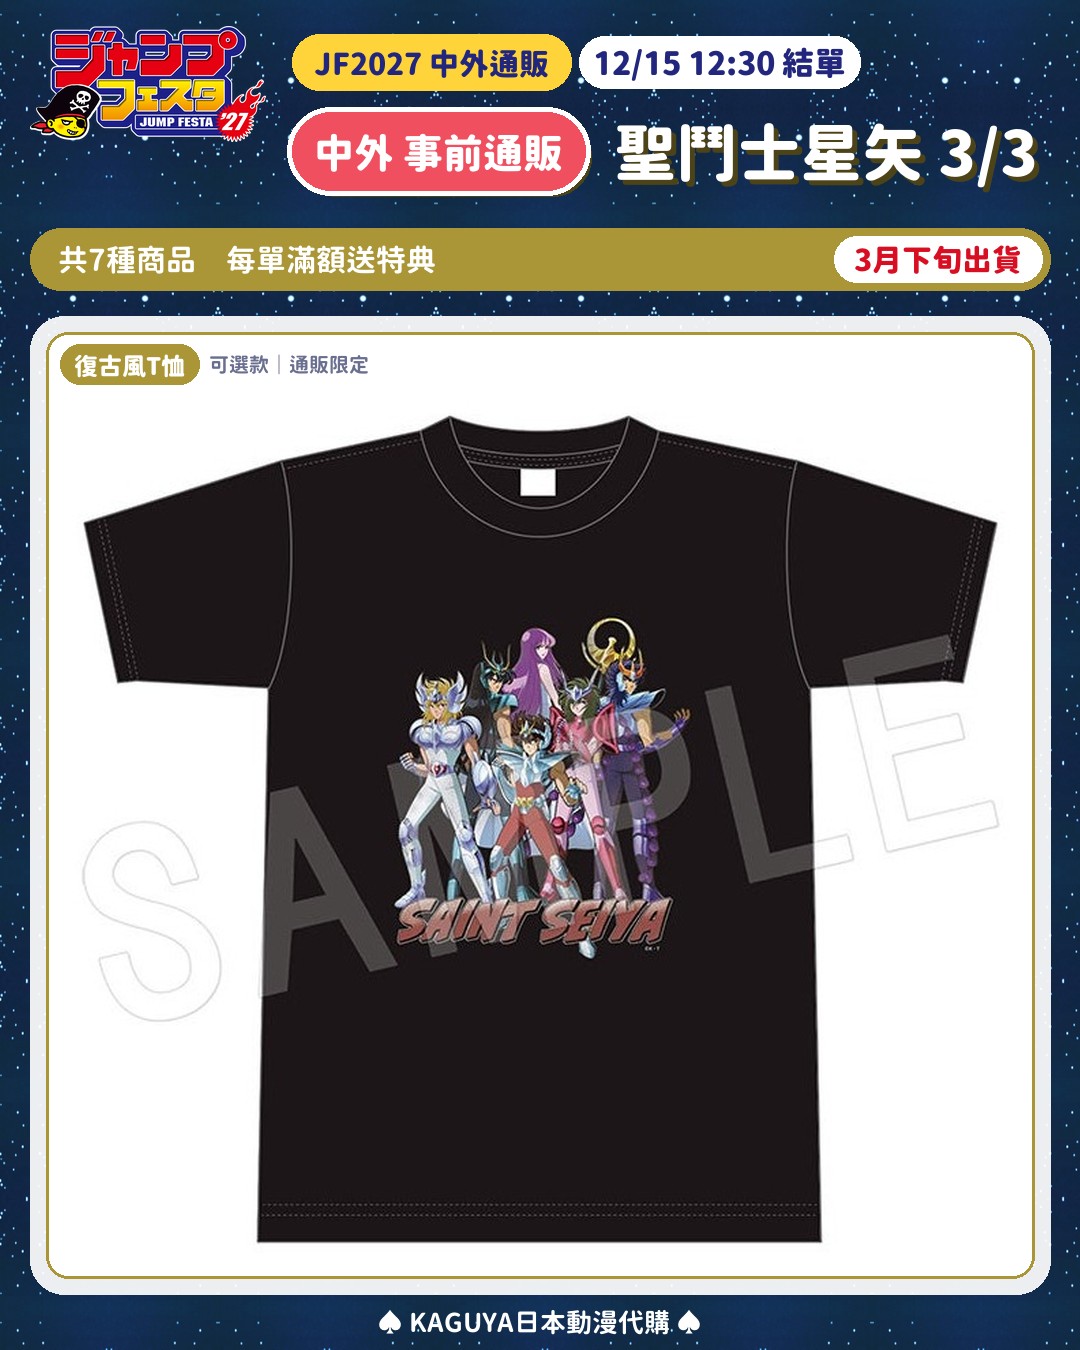 ジャンプ
フェスタ
JUMP FESTA '27
JF2027 中外通販
12/15 12:30 結單
中外 事前通販
聖鬥士星矢 3/3
共7種商品 每單滿額送特典
3月下旬出貨
復古風T恤 可選款｜通販限定
SAINT SEIYA
SAMPLE
♠ KAGUYA日本動漫代購 ♠